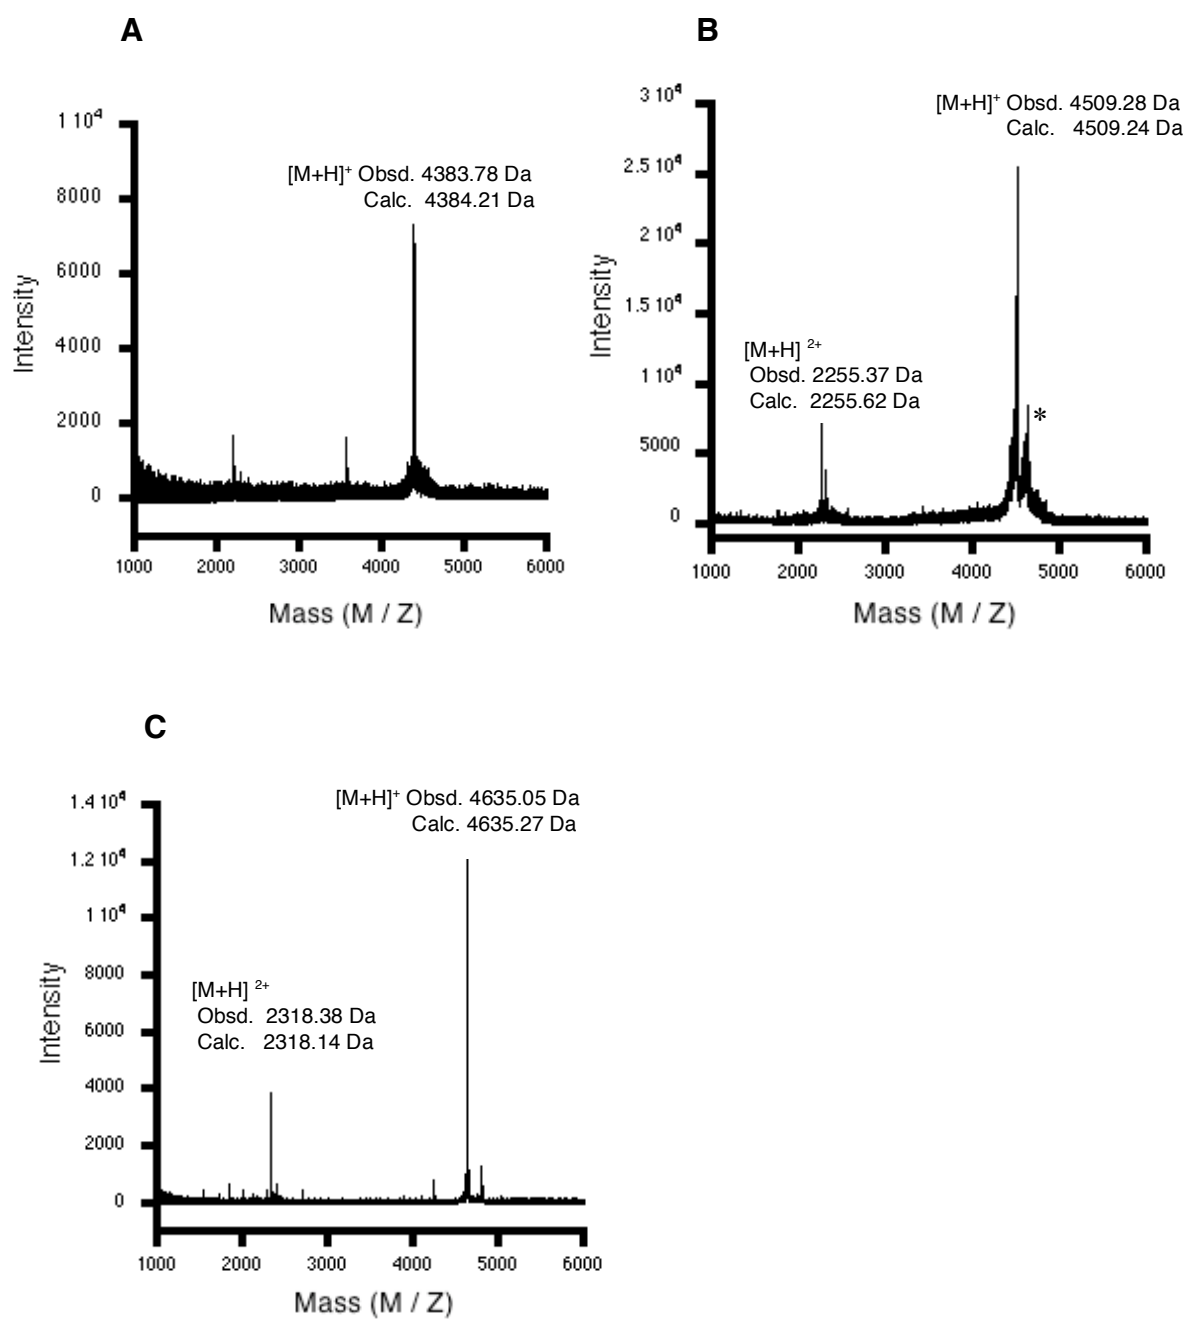 A
1 10⁴
8000
6000
4000
2000
0
Intensity
[M+H]⁺ Obsd. 4383.78 Da
Calc. 4384.21 Da
1000 2000 3000 4000 5000 6000
Mass (M / Z)
B
3 10⁴
2.5 10⁴
2 10⁴
1.5 10⁴
1 10⁴
5000
0
Intensity
[M+H]⁺ Obsd. 4509.28 Da
Calc. 4509.24 Da
[M+H] ²⁺
Obsd. 2255.37 Da
Calc. 2255.62 Da
*
1000 2000 3000 4000 5000 6000
Mass (M / Z)
C
1.4 10⁴
1.2 10⁴
1 10⁴
8000
6000
4000
2000
0
Intensity
[M+H]⁺ Obsd. 4635.05 Da
Calc. 4635.27 Da
[M+H] ²⁺
Obsd. 2318.38 Da
Calc. 2318.14 Da
1000 2000 3000 4000 5000 6000
Mass (M / Z)